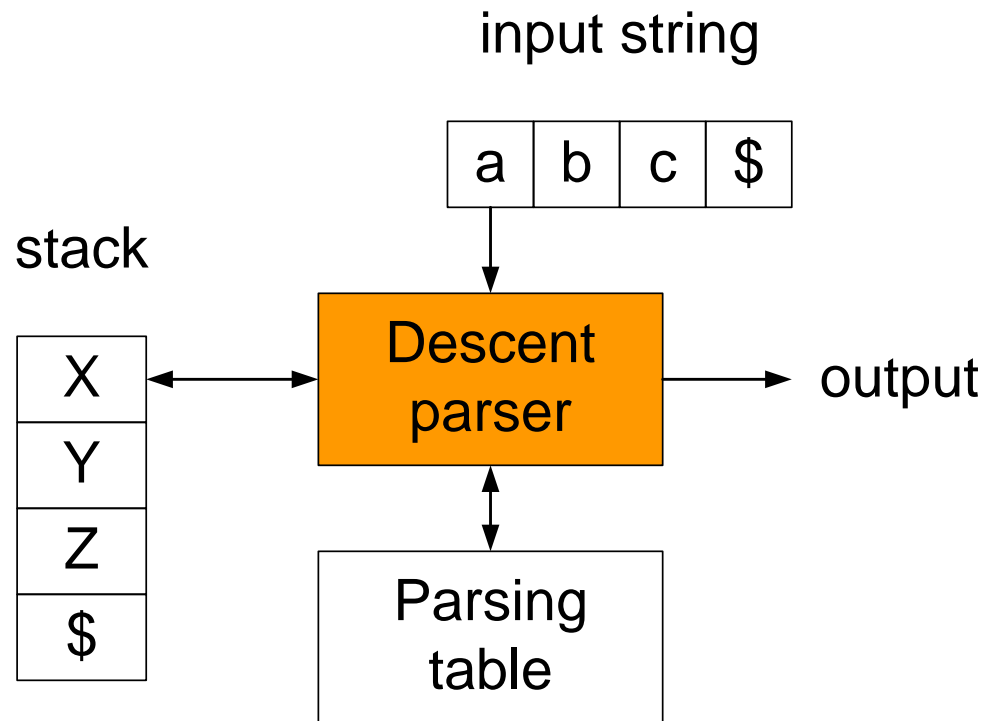 input string
a b c $
stack
X
Y
Z
$
Descent
parser
output
Parsing
table